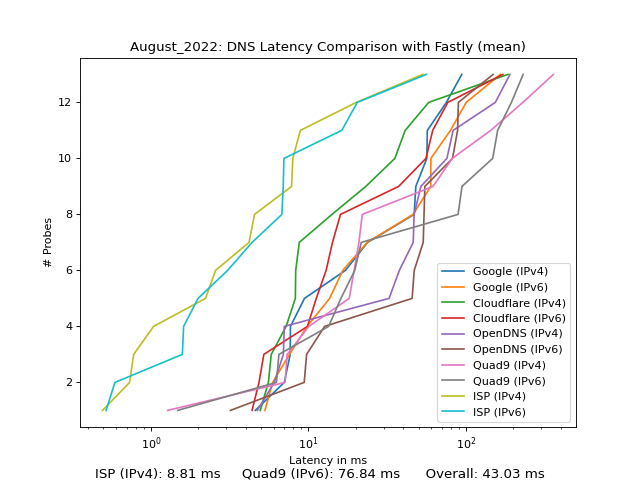 August_2022: DNS Latency Comparison with Fastly (mean)
# Probes
12
10
8
6
4
2
Google (IPv4)
Google (IPv6)
Cloudflare (IPv4)
Cloudflare (IPv6)
OpenDNS (IPv4)
OpenDNS (IPv6)
Quad9 (IPv4)
Quad9 (IPv6)
ISP (IPv4)
ISP (IPv6)
10⁰ 10¹ 10²
Latency in ms
ISP (IPv4): 8.81 ms Quad9 (IPv6): 76.84 ms Overall: 43.03 ms